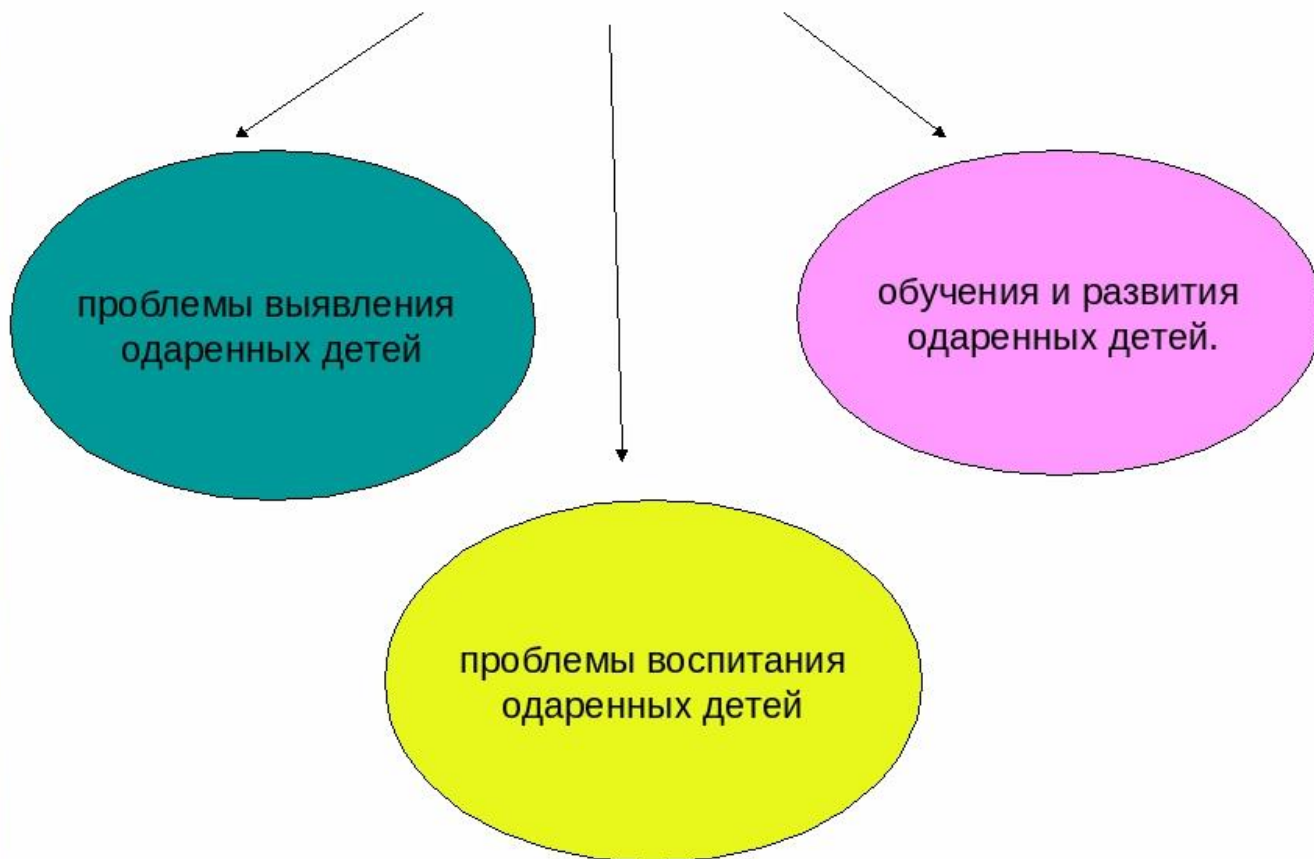 проблемы выявления
одаренных детей
обучения и развития
одаренных детей.
проблемы воспитания
одаренных детей